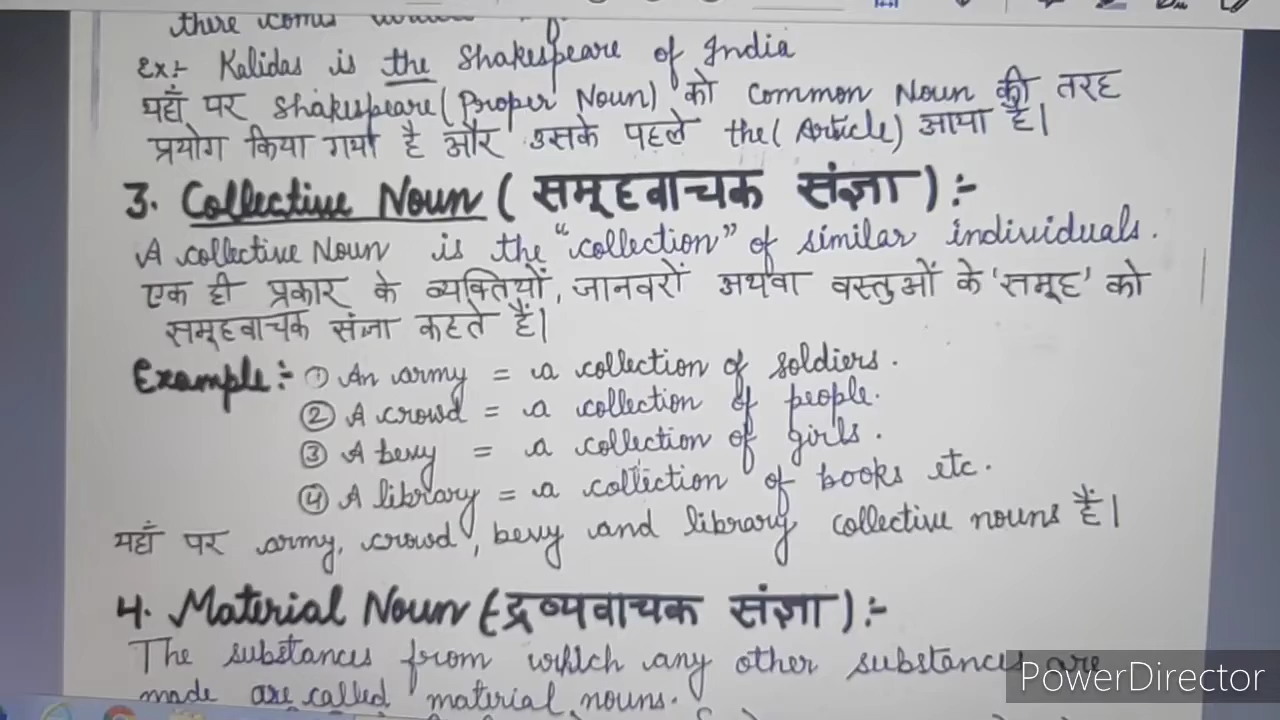 there comes
Ex:- Kalidas is the Shakespeare of India
यहाँ पर Shakespeare (Proper Noun) को Common Noun की तरह
प्रयोग किया गया है और उसके पहले the (Article) आया है।
3. Collective Noun ( समूहवाचक संज्ञा ) :-
A collective Noun is the "collection" of similar individuals.
एक ही प्रकार के व्यक्तियों, जानवरों अथवा वस्तुओं के 'समूह' को
समूहवाचक संज्ञा कहते हैं।
Example:- ① An army = a collection of soldiers.
② A crowd = a collection of people.
③ A bevy = a collection of girls.
④ A library = a collection of books etc.
यहाँ पर army, crowd, bevy and library collective nouns हैं।
4. Material Noun (द्रव्यवाचक संज्ञा ) :-
The substances from which any other substances are
made are called material nouns.
PowerDirector